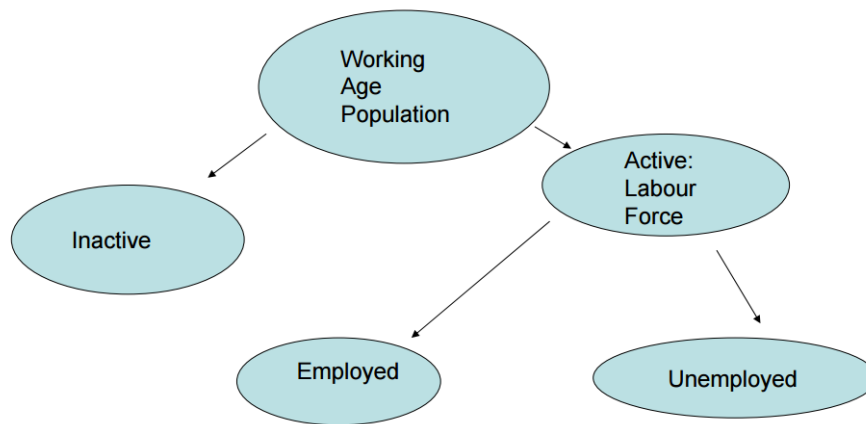 Working
Age
Population
Active:
Labour
Force
Inactive
Employed
Unemployed